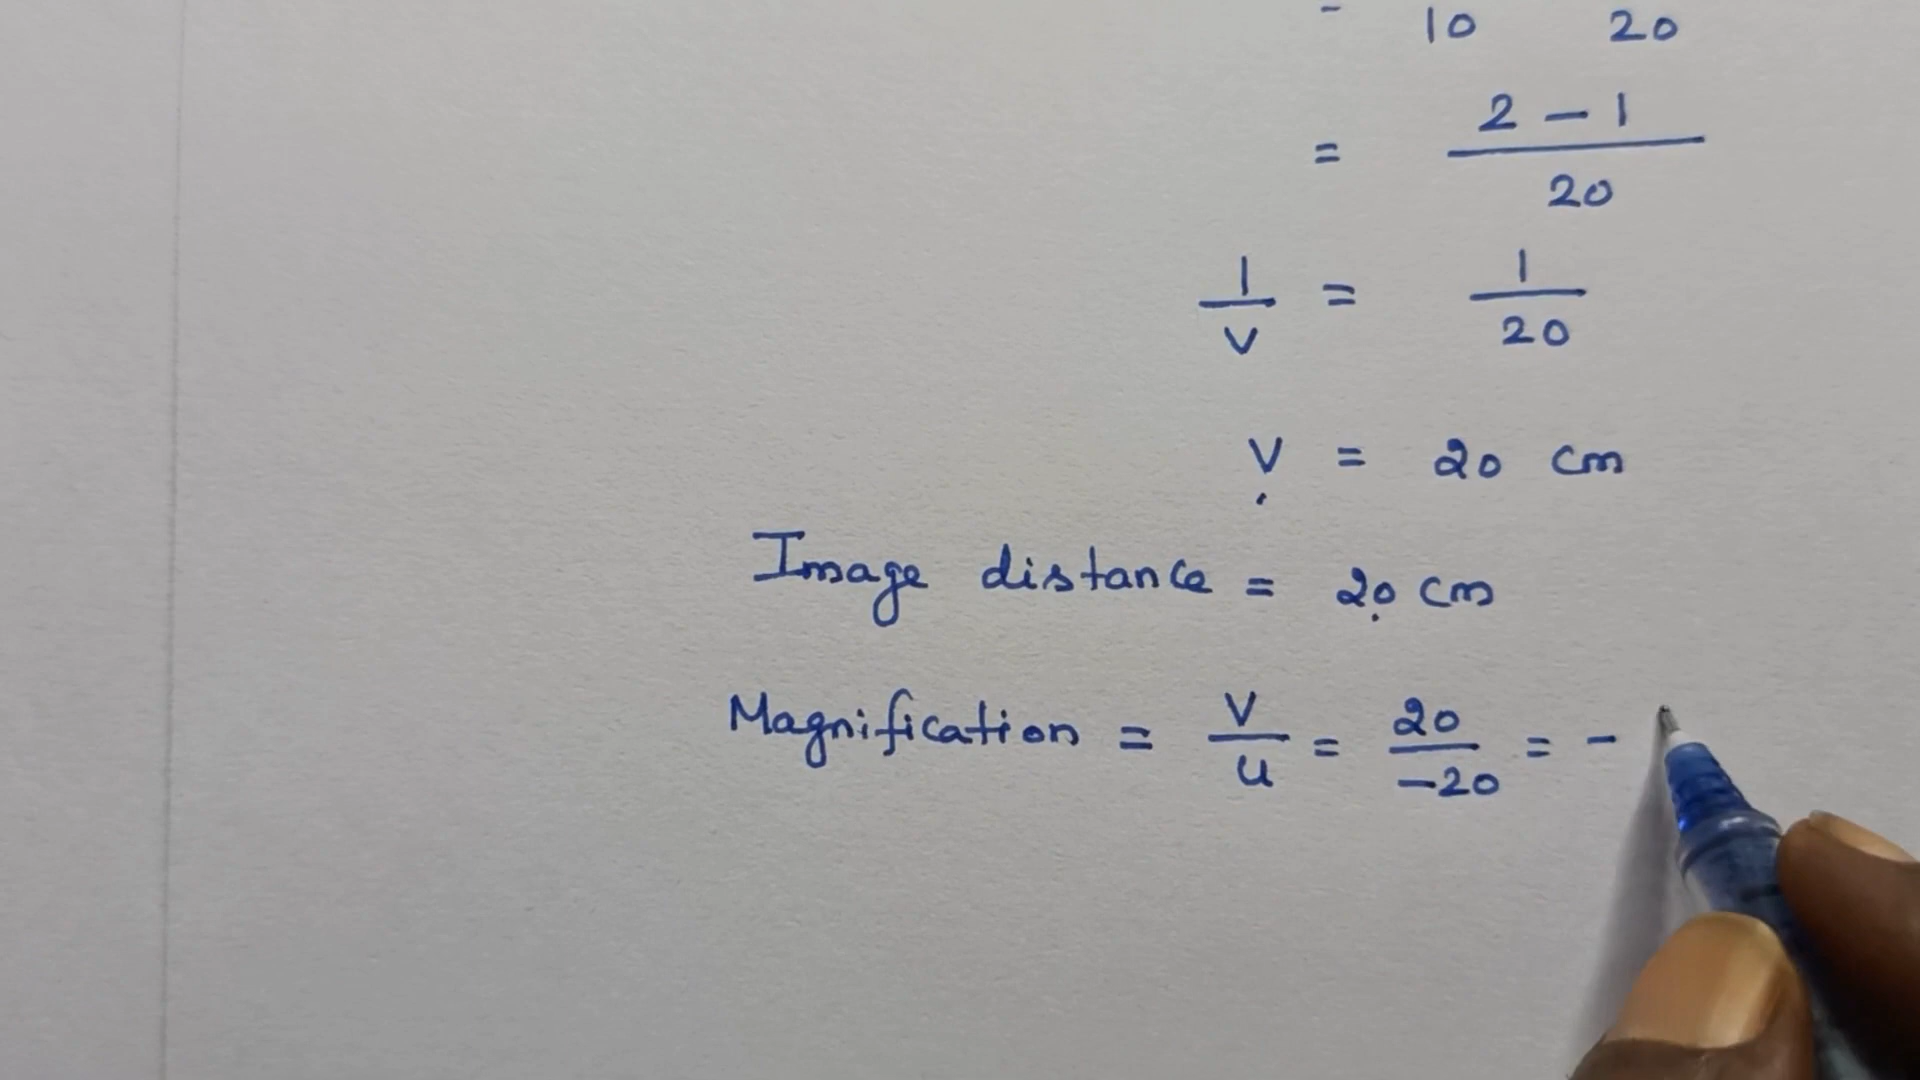 - 10 20
= 2 - 1 / 20
1 / v = 1 / 20
v = 20 cm
Image distance = 20 cm
Magnification = v / u = 20 / -20 = -